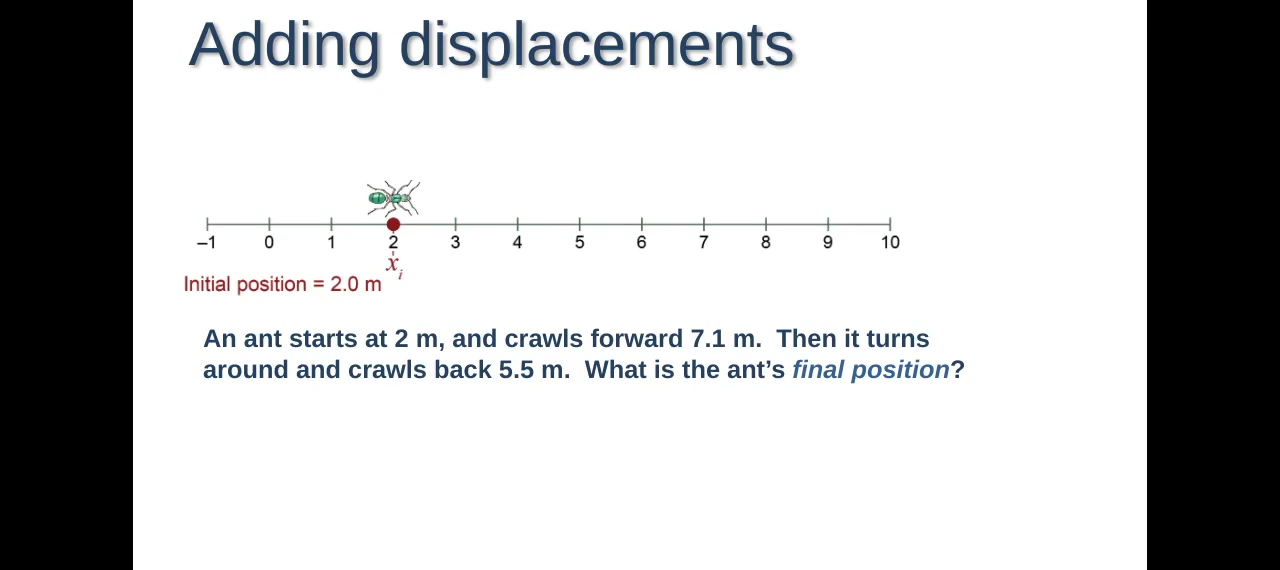 Adding displacements
–1 0 1 2 3 4 5 6 7 8 9 10
xi
Initial position = 2.0 m
An ant starts at 2 m, and crawls forward 7.1 m.  Then it turns
around and crawls back 5.5 m.  What is the ant’s final position?